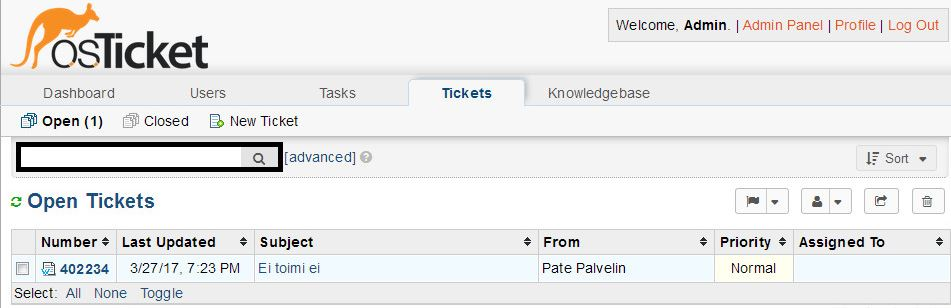 osTicket
Welcome, Admin. | Admin Panel | Profile | Log Out
Dashboard Users Tasks Tickets Knowledgebase
Open (1) Closed New Ticket
[advanced] ? Sort
Open Tickets
Number Last Updated Subject From Priority Assigned To
402234 3/27/17, 7:23 PM Ei toimi ei Pate Palvelin Normal
Select: All None Toggle